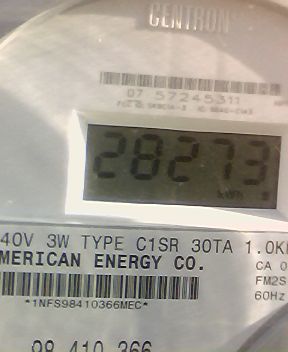 CENTRON
07 57245311
28273
kWh
40V 3W TYPE C1SR 30TA 1.0K
MERICAN ENERGY CO.
CA 0
FM2S
60Hz
*1NFS98410366MEC*
98 410 366